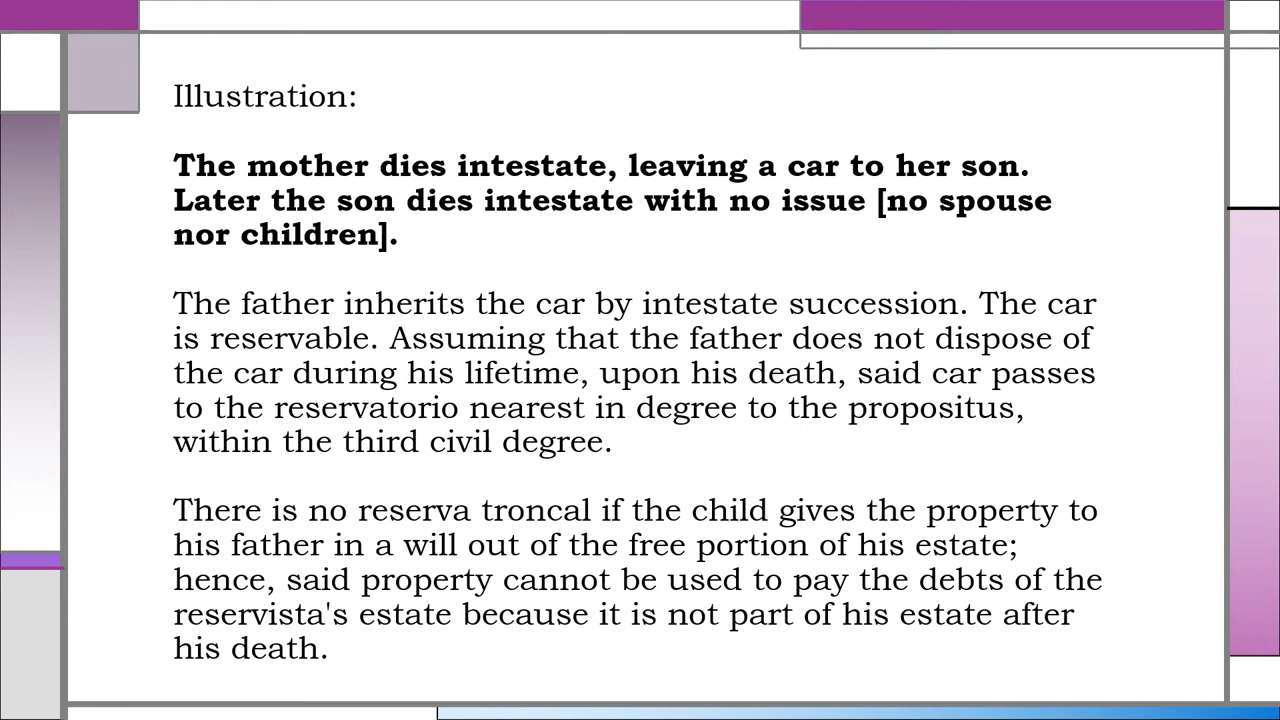 Illustration:
The mother dies intestate, leaving a car to her son.
Later the son dies intestate with no issue [no spouse
nor children].
The father inherits the car by intestate succession. The car
is reservable. Assuming that the father does not dispose of
the car during his lifetime, upon his death, said car passes
to the reservatorio nearest in degree to the propositus,
within the third civil degree.
There is no reserva troncal if the child gives the property to
his father in a will out of the free portion of his estate;
hence, said property cannot be used to pay the debts of the
reservista's estate because it is not part of his estate after
his death.